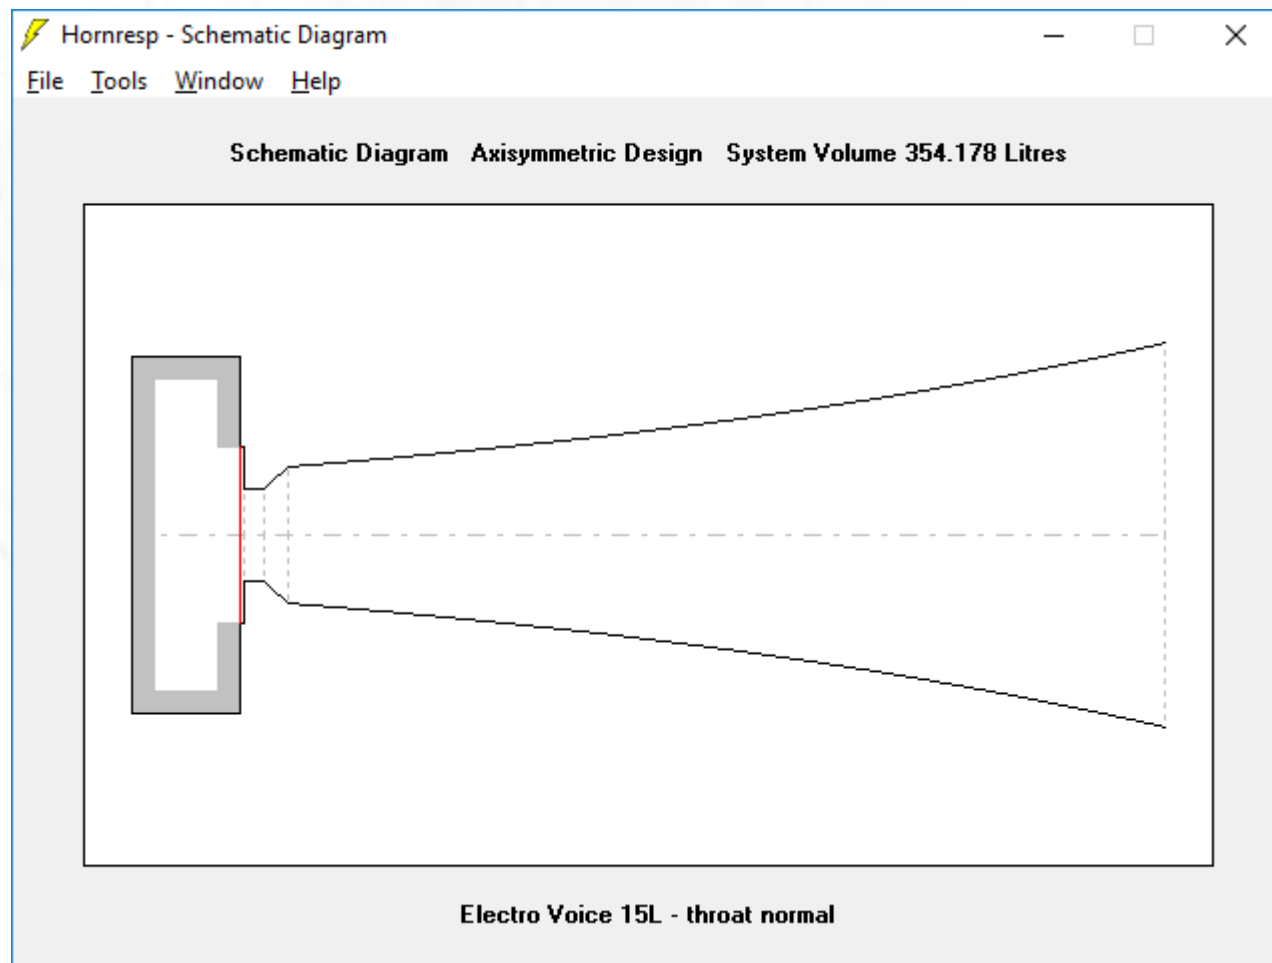 Hornresp - Schematic Diagram
File Tools Window Help
Schematic Diagram Axisymmetric Design System Volume 354.178 Litres
Electro Voice 15L - throat normal